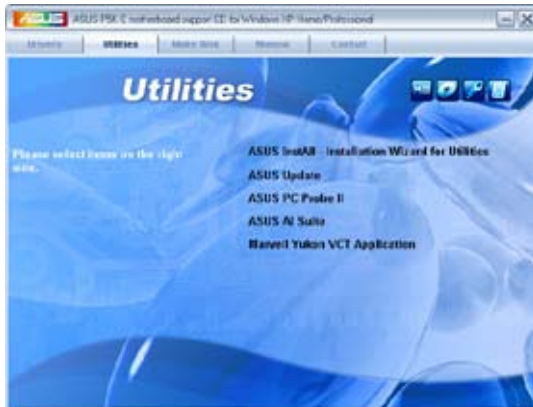 ASUS P5K C motherboard support CD for Windows XP Home/Professional
Drivers Utilities Make Disk Manual Contact
Utilities
Please select items on the right side.
ASUS InstAll - Installation Wizard for Utilities
ASUS Update
ASUS PC Probe II
ASUS AI Suite
Marvell Yukon VCT Application